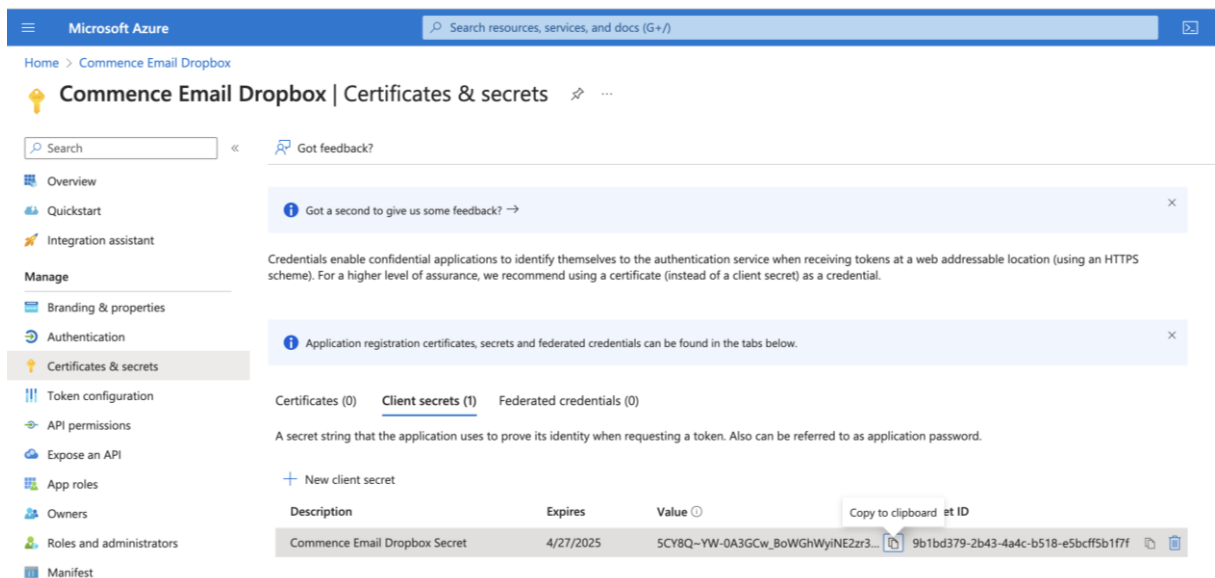 Microsoft Azure
Search resources, services, and docs (G+/)
Home > Commence Email Dropbox
Commence Email Dropbox | Certificates & secrets
Search
Got feedback?
Overview
Quickstart
Integration assistant
Manage
Branding & properties
Authentication
Certificates & secrets
Token configuration
API permissions
Expose an API
App roles
Owners
Roles and administrators
Manifest
Got a second to give us some feedback? →
Credentials enable confidential applications to identify themselves to the authentication service when receiving tokens at a web addressable location (using an HTTPS
scheme). For a higher level of assurance, we recommend using a certificate (instead of a client secret) as a credential.
Application registration certificates, secrets and federated credentials can be found in the tabs below.
Certificates (0) Client secrets (1) Federated credentials (0)
A secret string that the application uses to prove its identity when requesting a token. Also can be referred to as application password.
+ New client secret
Copy to clipboard
Description Expires Value et ID
Commence Email Dropbox Secret 4/27/2025 5CY8Q~YW-0A3GCw_BoWGhWyiNE2zr3... 9b1bd379-2b43-4a4c-b518-e5bcff5b1f7f